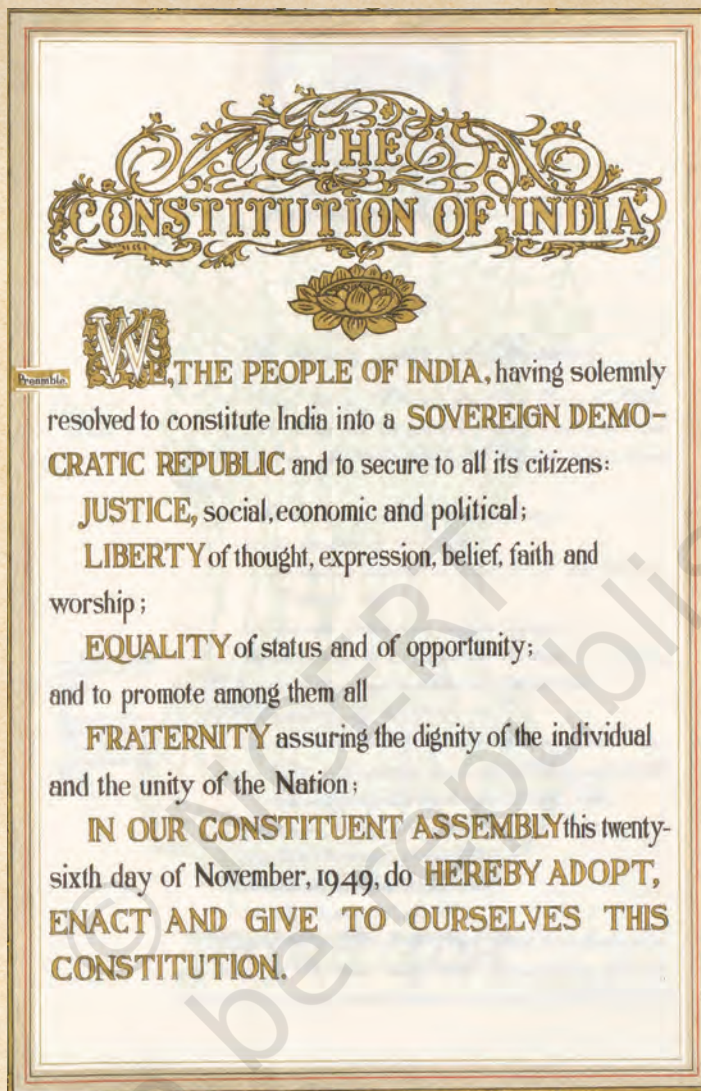 THE
CONSTITUTION OF INDIA
Preamble.
WE, THE PEOPLE OF INDIA, having solemnly
resolved to constitute India into a SOVEREIGN DEMO-
CRATIC REPUBLIC and to secure to all its citizens:
JUSTICE, social, economic and political;
LIBERTY of thought, expression, belief, faith and
worship;
EQUALITY of status and of opportunity;
and to promote among them all
FRATERNITY assuring the dignity of the individual
and the unity of the Nation;
IN OUR CONSTITUENT ASSEMBLY this twenty-
sixth day of November, 1949, do HEREBY ADOPT,
ENACT AND GIVE TO OURSELVES THIS
CONSTITUTION.
© NCERT
be republis